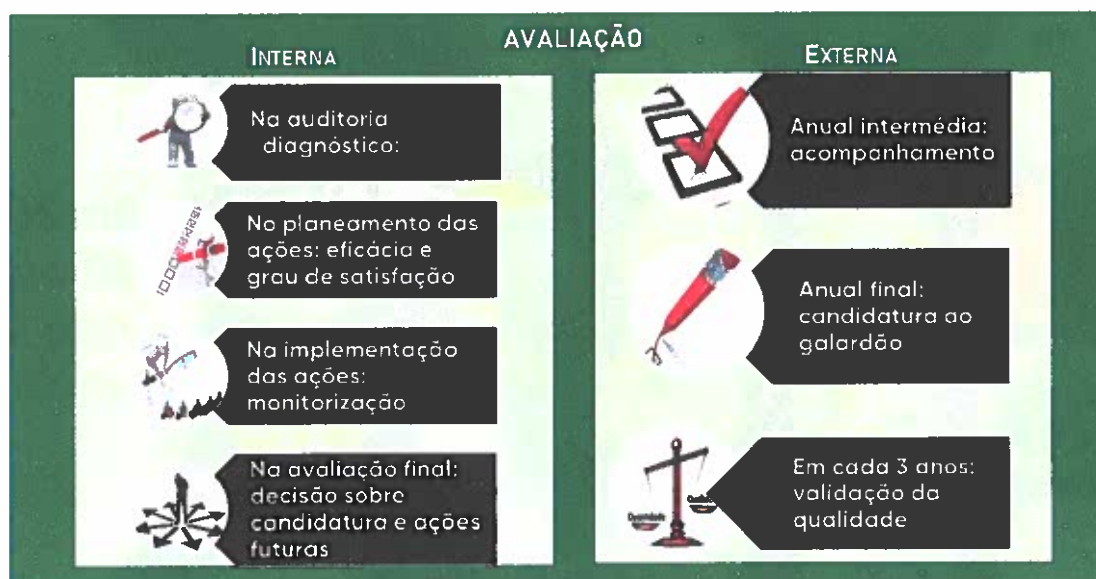 AVALIAÇÃO
INTERNA
Na auditoria
diagnóstico:
No planeamento das
ações: eficácia e
grau de satisfação
Na implementação
das ações:
monitorização
Na avaliação final:
decisão sobre
candidatura e ações
futuras
EXTERNA
Anual intermédia:
acompanhamento
Anual final:
candidatura ao
galardão
Em cada 3 anos:
validação da
qualidade